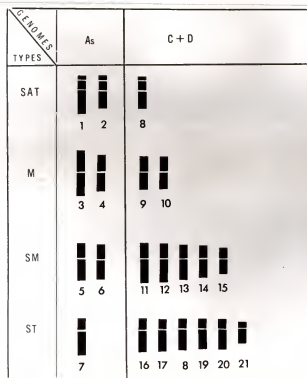 GENOMES
TYPES
As
C + D
SAT
1 2
8
M
3 4
9 10
SM
5 6
11 12 13 14 15
ST
7
16 17 8 19 20 21